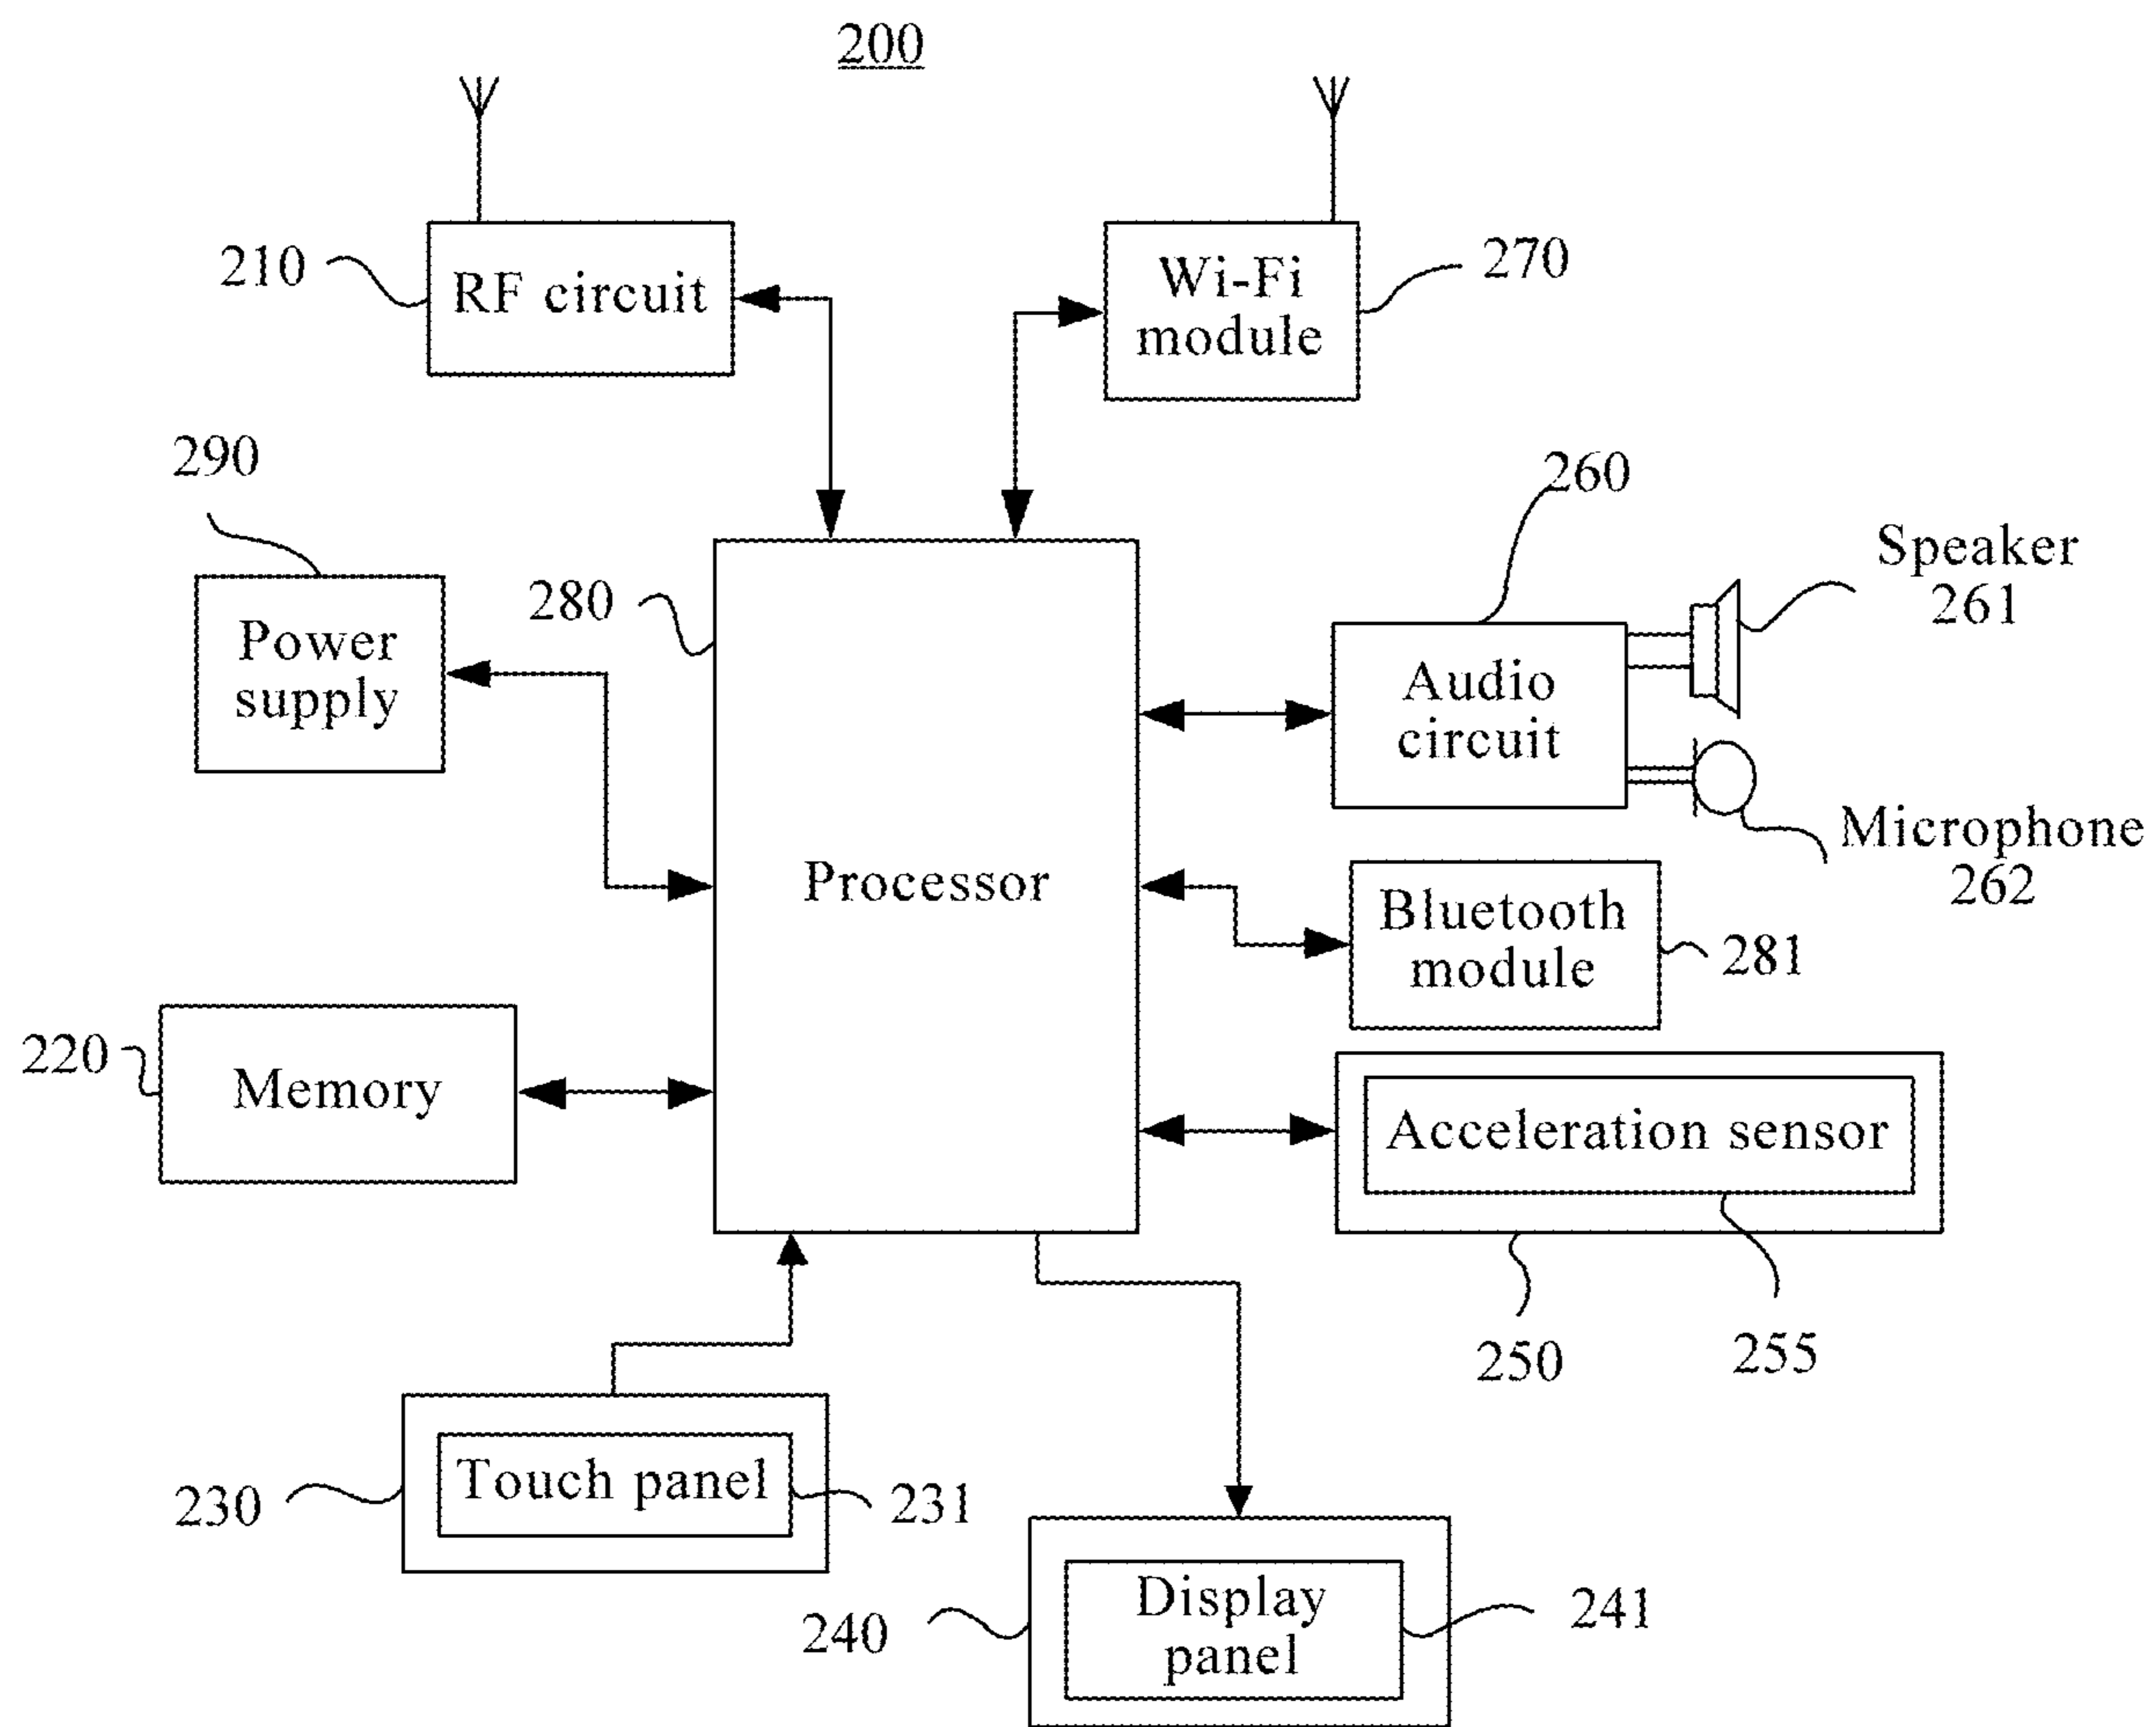 200
210
RF circuit
Wi-Fi
module
270
290
260
Speaker
261
280
Power
supply
Audio
circuit
Microphone
262
Processor
Bluetooth
module
281
220
Memory
Acceleration sensor
250
255
230
Touch panel
231
240
Display
panel
241